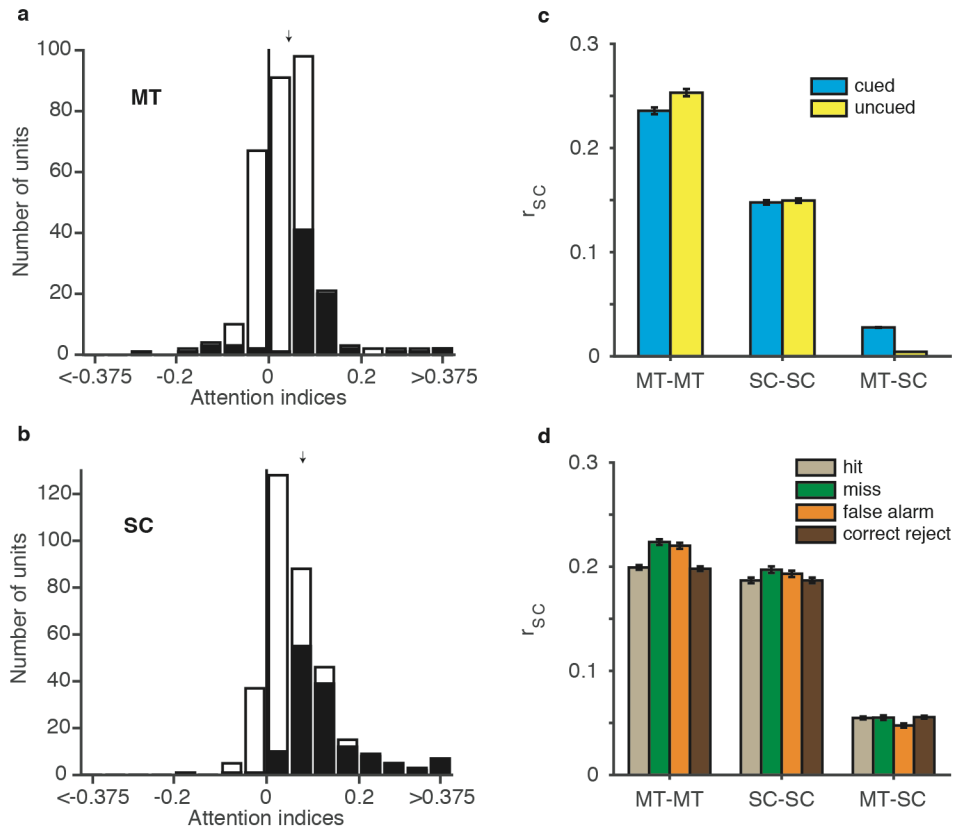 a
MT
Number of units
100
80
60
40
20
0
<-0.375 -0.2 0 0.2 >0.375
Attention indices
b
SC
Number of units
120
100
80
60
40
20
0
<-0.375 -0.2 0 0.2 >0.375
Attention indices
c
cued
uncued
rSC
0.3
0.2
0.1
0
MT-MT SC-SC MT-SC
d
hit
miss
false alarm
correct reject
rSC
0.3
0.2
0.1
0
MT-MT SC-SC MT-SC